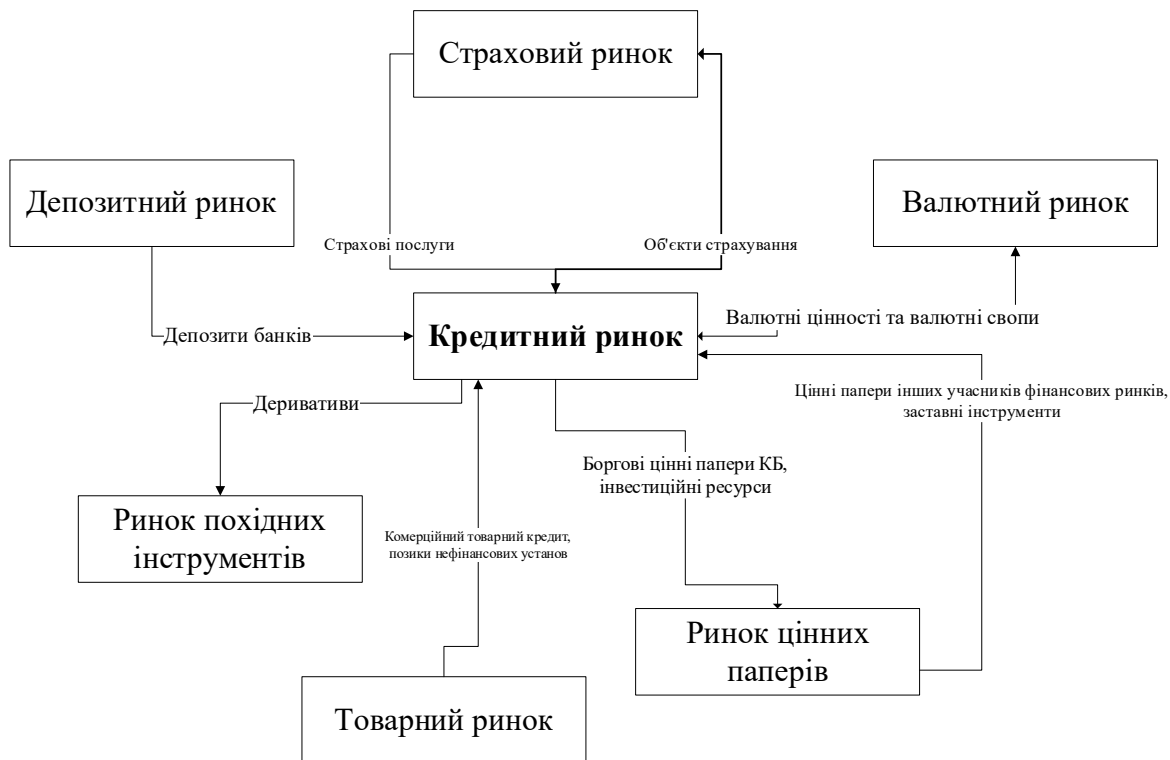 Страховий ринок
Депозитний ринок
Валютний ринок
Страхові послуги
Об'єкти страхування
Депозити банків
Кредитний ринок
Валютні цінності та валютні свопи
Деривативи
Цінні папери інших учасників фінансових ринків,
заставні інструменти
Боргові цінні папери КБ,
інвестиційні ресурси
Ринок похідних
інструментів
Комерційний товарний кредит,
позики нефінансових установ
Ринок цінних
паперів
Товарний ринок